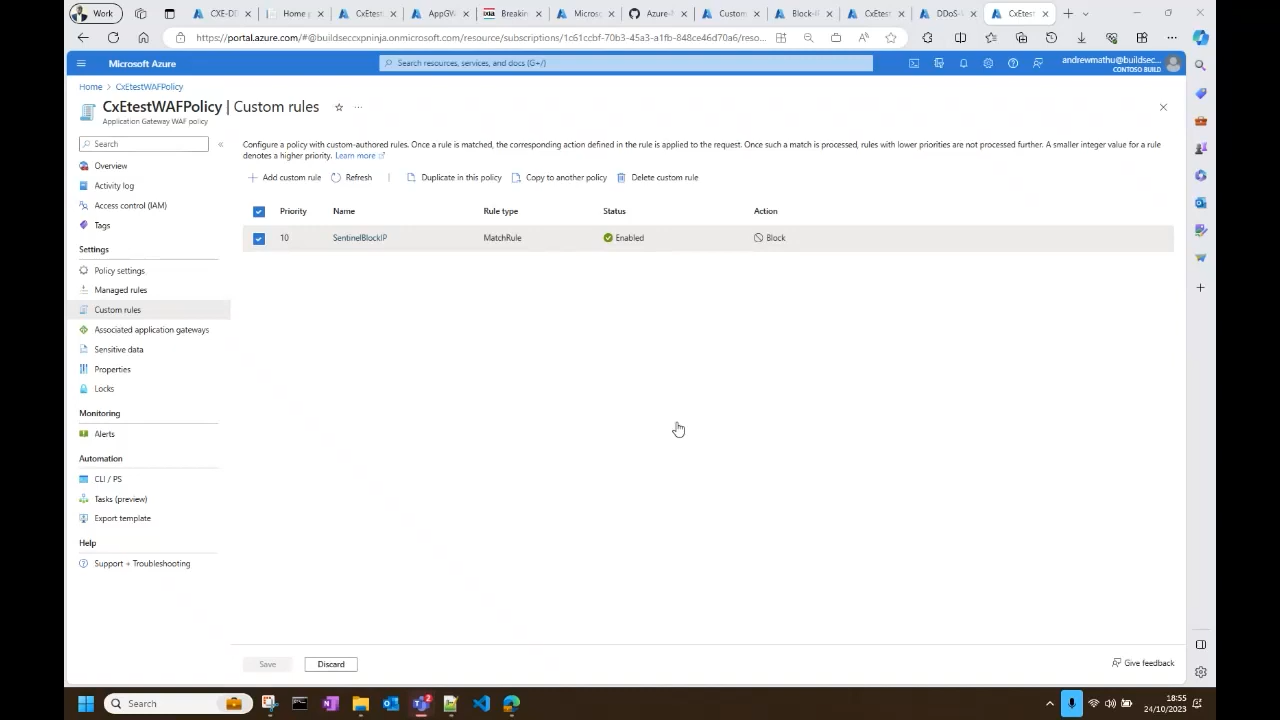 Work
CXE-DE
Home p
CxEtest
AppGW
Breakin
Microso
Azure-N
Custom
Block-I
CxEtest
DDoS-A
CxEtest
https://portal.azure.com/#@buildseccxpninja.onmicrosoft.com/resource/subscriptions/1c61ccbf-70b3-45a3-a1fb-848ce46d70a6/reso...
Microsoft Azure
Search resources, services, and docs (G+/)
andrewmathu@buildsec...
CONTOSO BUILD
Home > CxEtestWAFPolicy
CxEtestWAFPolicy | Custom rules
Application Gateway WAF policy
Search
Overview
Activity log
Access control (IAM)
Tags
Settings
Policy settings
Managed rules
Custom rules
Associated application gateways
Sensitive data
Properties
Locks
Monitoring
Alerts
Automation
CLI / PS
Tasks (preview)
Export template
Help
Support + Troubleshooting
Configure a policy with custom-authored rules. Once a rule is matched, the corresponding action defined in the rule is applied to the request. Once such a match is processed, rules with lower priorities are not processed further. A smaller integer value for a rule
denotes a higher priority. Learn more
Add custom rule Refresh | Duplicate in this policy Copy to another policy Delete custom rule
Priority Name Rule type Status Action
10 SentinelBlockIP MatchRule Enabled Block
Save Discard
Give feedback
Search
2
18:55
24/10/2023